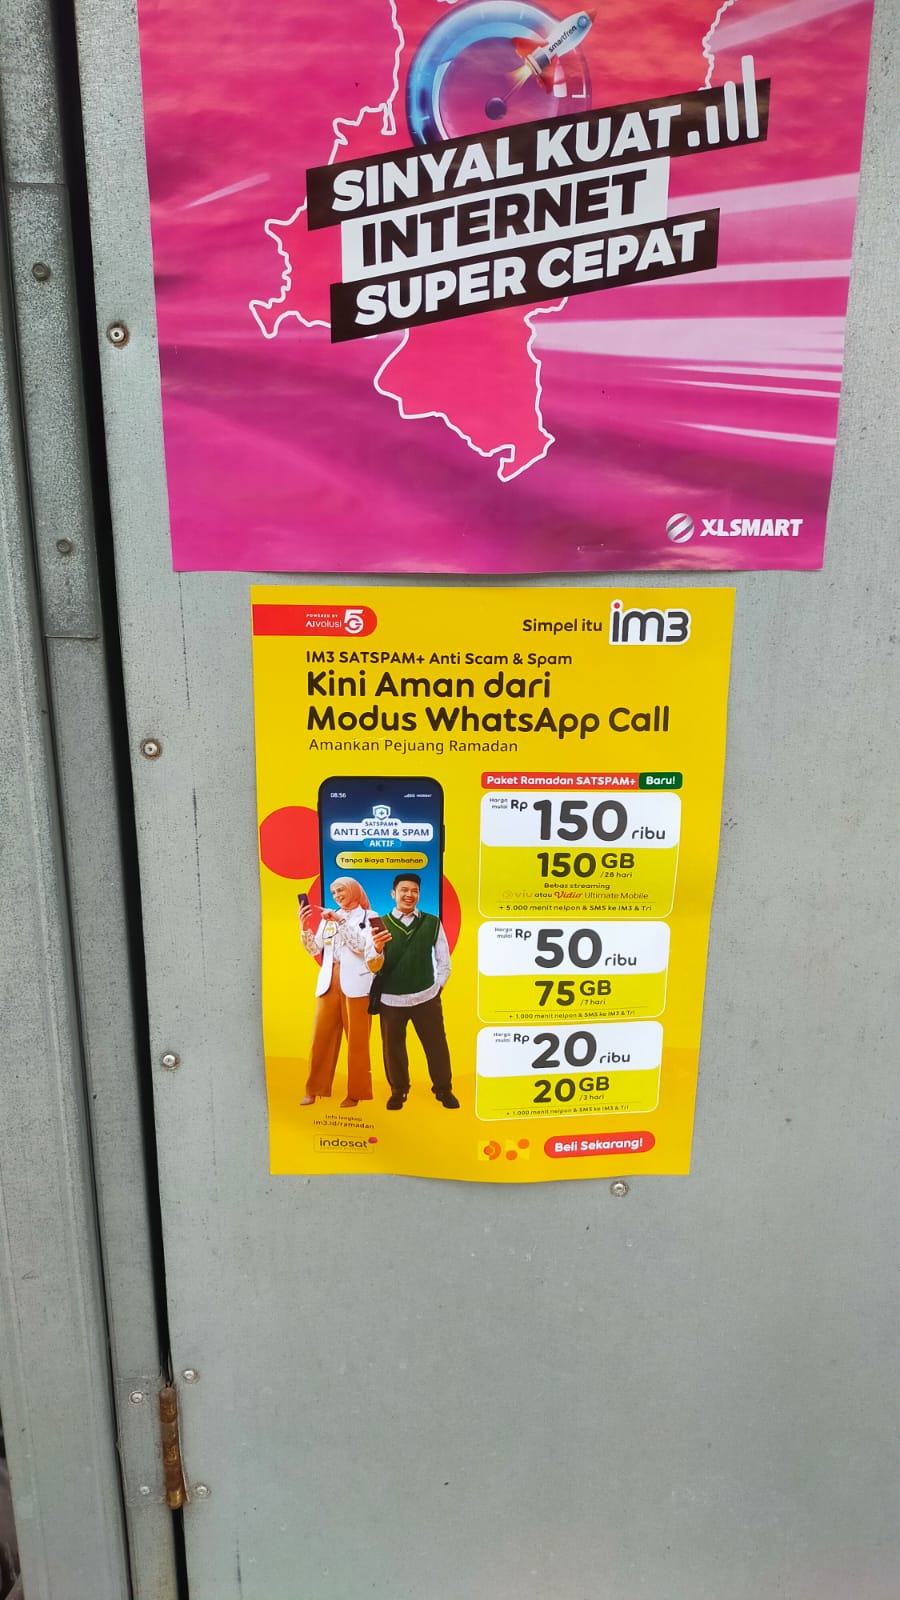 smartfren
SINYAL KUAT
INTERNET
SUPER CEPAT
XLSMART
POWERED BY
AIvolusi 5G
Simpel itu im3
IM3 SATSPAM+ Anti Scam & Spam
Kini Aman dari
Modus WhatsApp Call
Amankan Pejuang Ramadan
08:56
SATSPAM+
ANTI SCAM & SPAM
AKTIF
Tanpa Biaya Tambahan
Paket Ramadan SATSPAM+ Baru!
Harga mulai Rp 150 ribu
150 GB /28 hari
Bebas streaming
viu atau Vidio Ultimate Mobile
+ 5.000 menit nelpon & SMS ke IM3 & Tri
Harga mulai Rp 50 ribu
75 GB /7 hari
+ 1.000 menit nelpon & SMS ke IM3 & Tri
Harga mulai Rp 20 ribu
20 GB /3 hari
+ 1.000 menit nelpon & SMS ke IM3 & Tri
Info lengkap
im3.id/ramadan
indosat
Beli Sekarang!